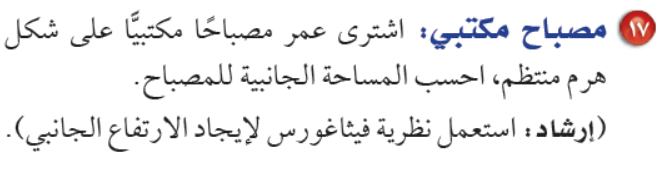 ١٧ مصباح مكتبي: اشترى عمر مصباحًا مكتبيًّا على شكل
هرم منتظم، احسب المساحة الجانبية للمصباح.
(إرشاد: استعمل نظرية فيثاغورس لإيجاد الارتفاع الجانبي).